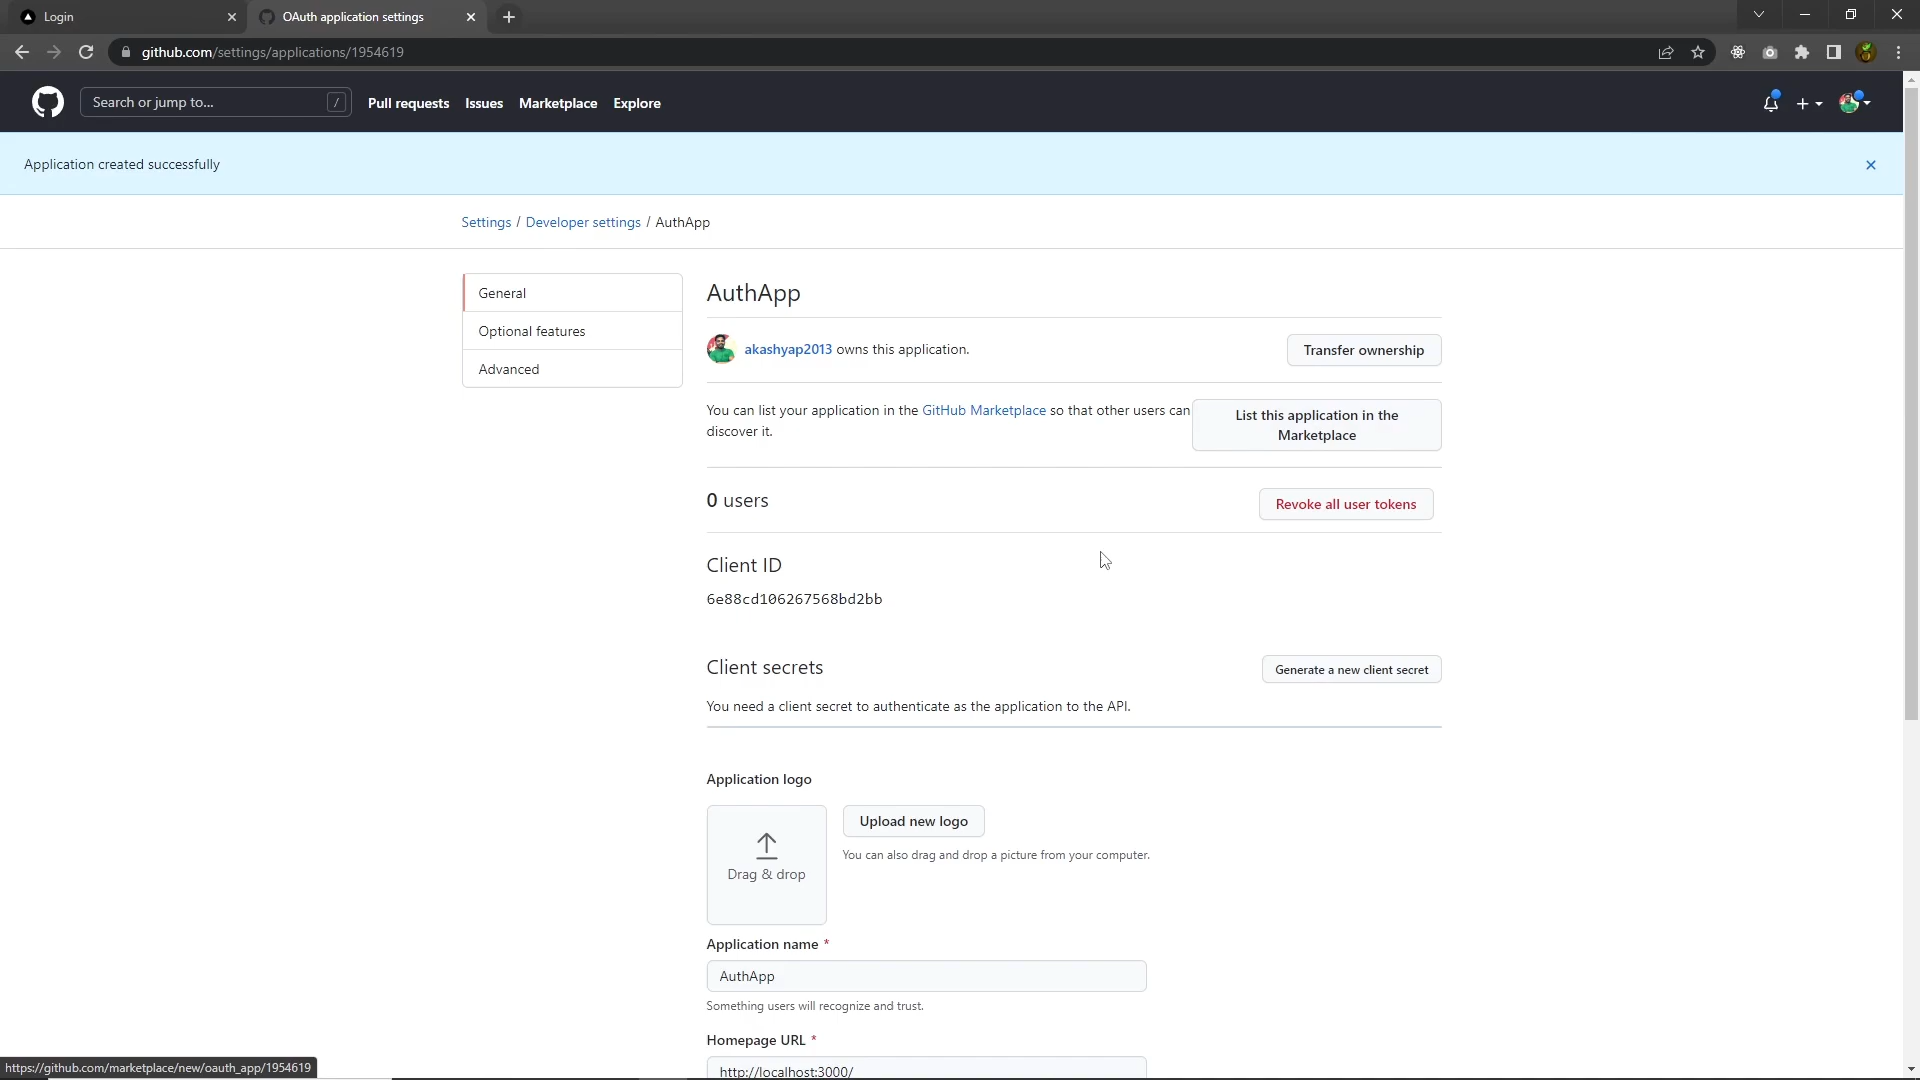 Login
OAuth application settings
github.com/settings/applications/1954619
Search or jump to...
/
Pull requests
Issues
Marketplace
Explore
Application created successfully
Settings / Developer settings / AuthApp
General
Optional features
Advanced
AuthApp
akashyap2013 owns this application.
Transfer ownership
You can list your application in the GitHub Marketplace so that other users can
discover it.
List this application in the
Marketplace
0 users
Revoke all user tokens
Client ID
6e88cd106267568bd2bb
Client secrets
Generate a new client secret
You need a client secret to authenticate as the application to the API.
Application logo
Drag & drop
Upload new logo
You can also drag and drop a picture from your computer.
Application name *
AuthApp
Something users will recognize and trust.
Homepage URL *
http://localhost:3000/
https://github.com/marketplace/new/oauth_app/1954619